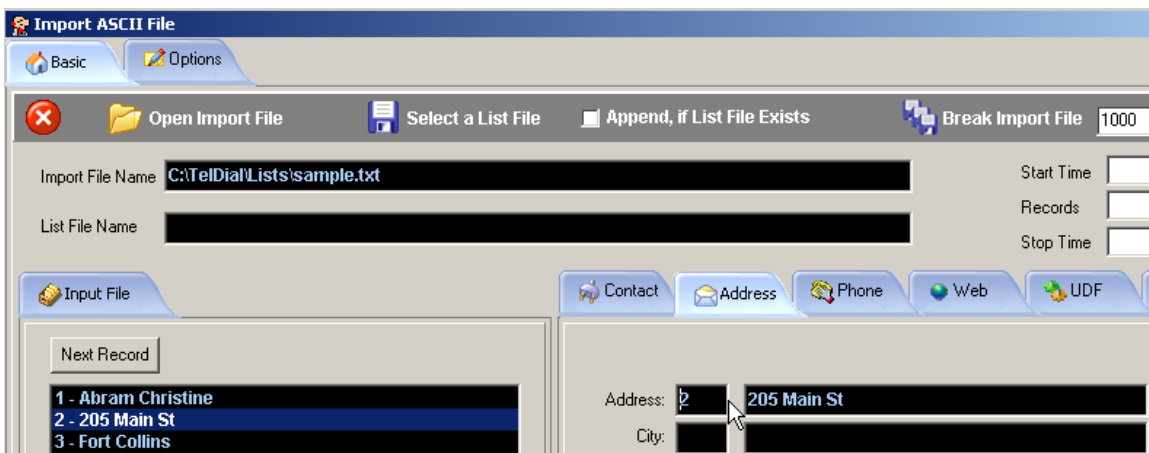 Import ASCII File
Basic Options
Open Import File Select a List File Append, if List File Exists Break Import File 1000
Import File Name C:\TelDial\Lists\sample.txt Start Time
Records
List File Name
Stop Time
Input File Contact Address Phone Web UDF
Next Record
1 - Abram Christine
Address: 2 205 Main St
2 - 205 Main St
3 - Fort Collins City: